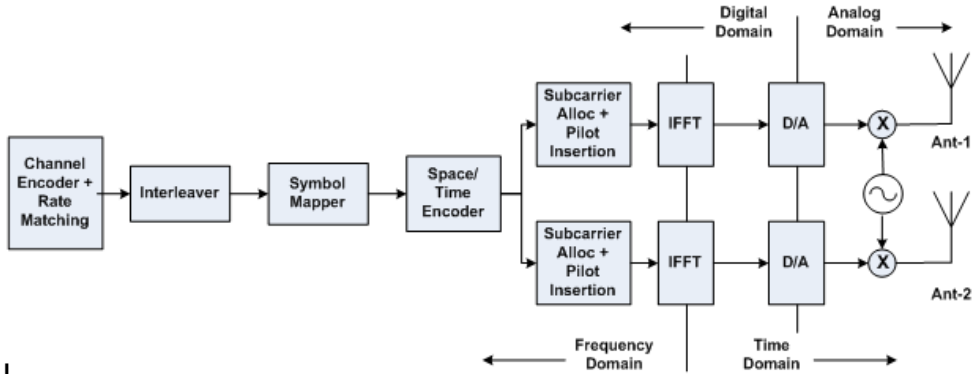 Digital
Domain
Analog
Domain
Channel
Encoder +
Rate
Matching
Interleaver
Symbol
Mapper
Space/
Time
Encoder
Subcarrier
Alloc +
Pilot
Insertion
IFFT
D/A
X
Ant-1
Subcarrier
Alloc +
Pilot
Insertion
IFFT
D/A
X
Ant-2
Frequency
Domain
Time
Domain